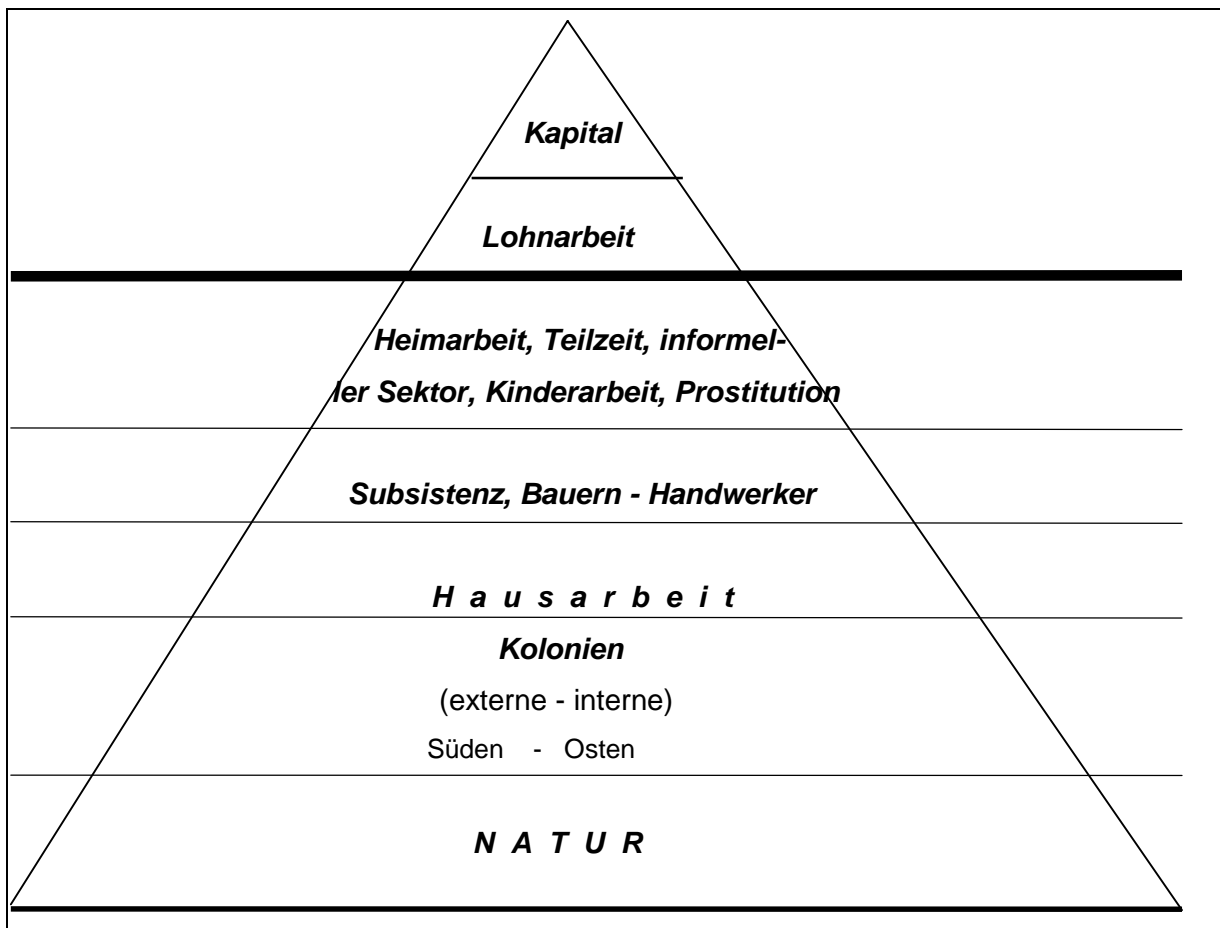 Kapital
Lohnarbeit
Heimarbeit, Teilzeit, informel-
ler Sektor, Kinderarbeit, Prostitution
Subsistenz, Bauern - Handwerker
H a u s a r b e i t
Kolonien
(externe - interne)
Süden - Osten
N A T U R